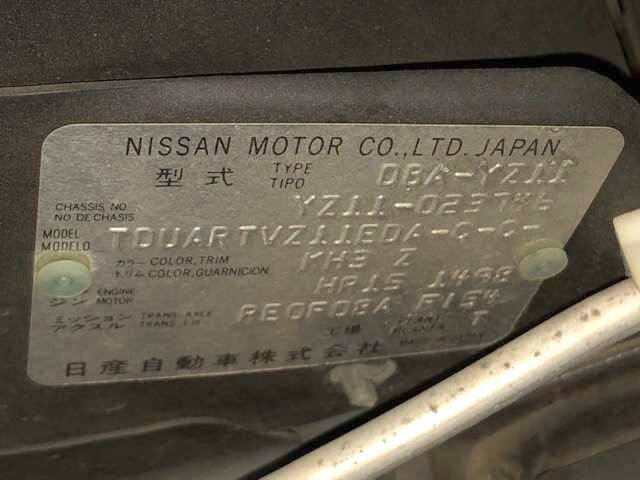 NISSAN MOTOR CO.,LTD. JAPAN
型式 TYPE TIPO DBA-YZ11
CHASSIS NO
NO DE CHASIS YZ11-023746
MODEL
MODELO TDUARTVZ11EDA-C-C-
カラー COLOR, TRIM
トリム COLOR, GUARNICION KH3 Z
ENGINE
ジン MOTOR HR15 1498
ミッション TRANS. AXLE
アクスル TRANS. EJE RE0F08A F154
工場 PLANT PLANTA T
日産自動車株式会社